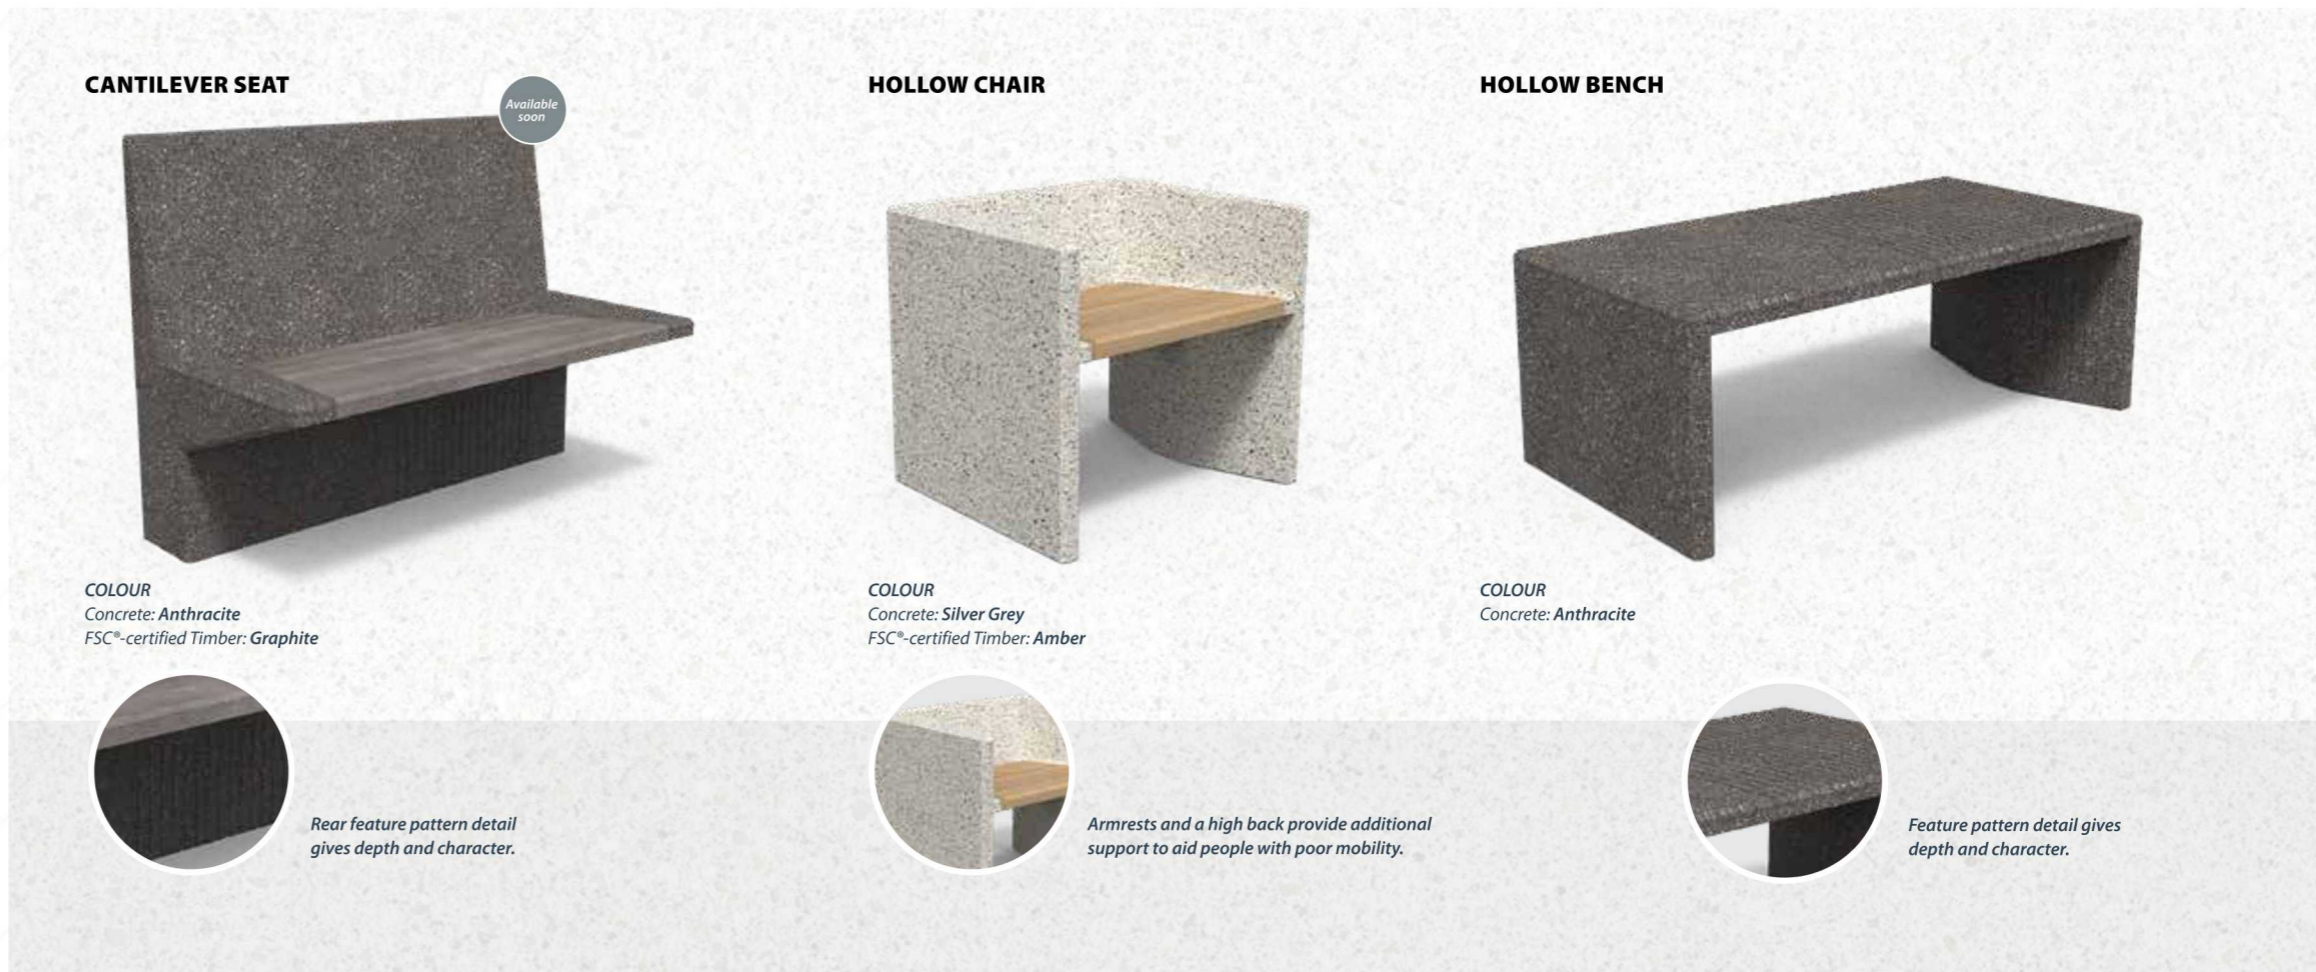 CANTILEVER SEAT
Available
soon
COLOUR
Concrete: Anthracite
FSC®-certified Timber: Graphite
Rear feature pattern detail
gives depth and character.
HOLLOW CHAIR
COLOUR
Concrete: Silver Grey
FSC®-certified Timber: Amber
Armrests and a high back provide additional
support to aid people with poor mobility.
HOLLOW BENCH
COLOUR
Concrete: Anthracite
Feature pattern detail gives
depth and character.